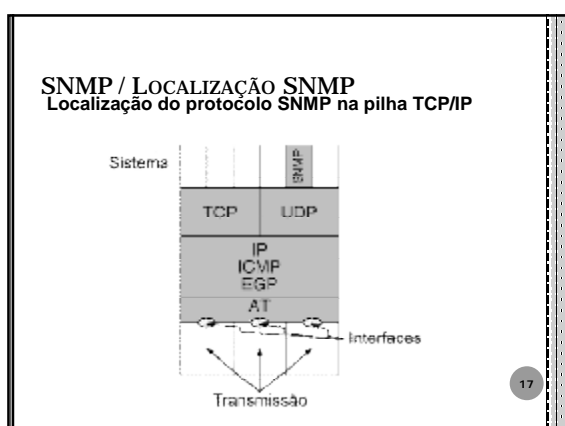 SNMP / LOCALIZAÇÃO SNMP
Localização do protocolo SNMP na pilha TCP/IP
Sistema
SNMP
TCP
UDP
IP
ICMP
EGP
AT
Interfaces
Transmissão
17